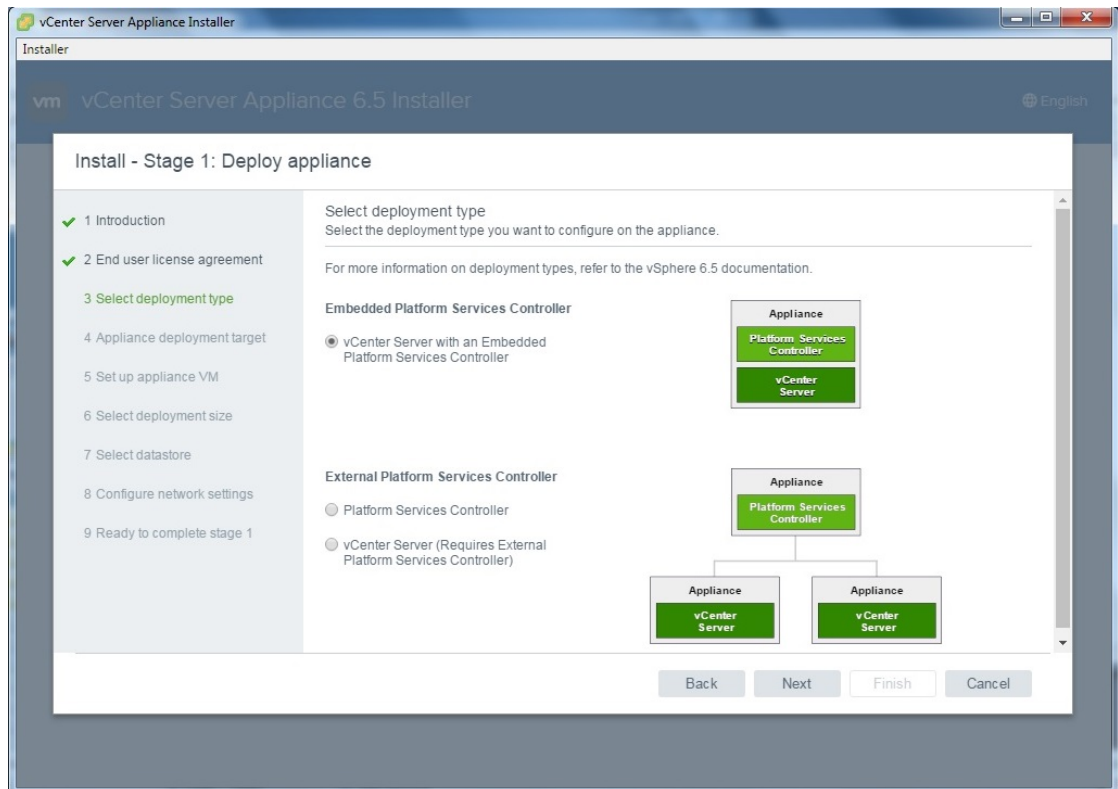 vCenter Server Appliance Installer
Installer
vm vCenter Server Appliance 6.5 Installer
English
Install - Stage 1: Deploy appliance
1 Introduction
2 End user license agreement
3 Select deployment type
4 Appliance deployment target
5 Set up appliance VM
6 Select deployment size
7 Select datastore
8 Configure network settings
9 Ready to complete stage 1
Select deployment type
Select the deployment type you want to configure on the appliance.
For more information on deployment types, refer to the vSphere 6.5 documentation.
Embedded Platform Services Controller
vCenter Server with an Embedded
Platform Services Controller
Appliance
Platform Services
Controller
vCenter
Server
External Platform Services Controller
Platform Services Controller
vCenter Server (Requires External
Platform Services Controller)
Appliance
Platform Services
Controller
Appliance
vCenter
Server
Appliance
vCenter
Server
Back
Next
Finish
Cancel